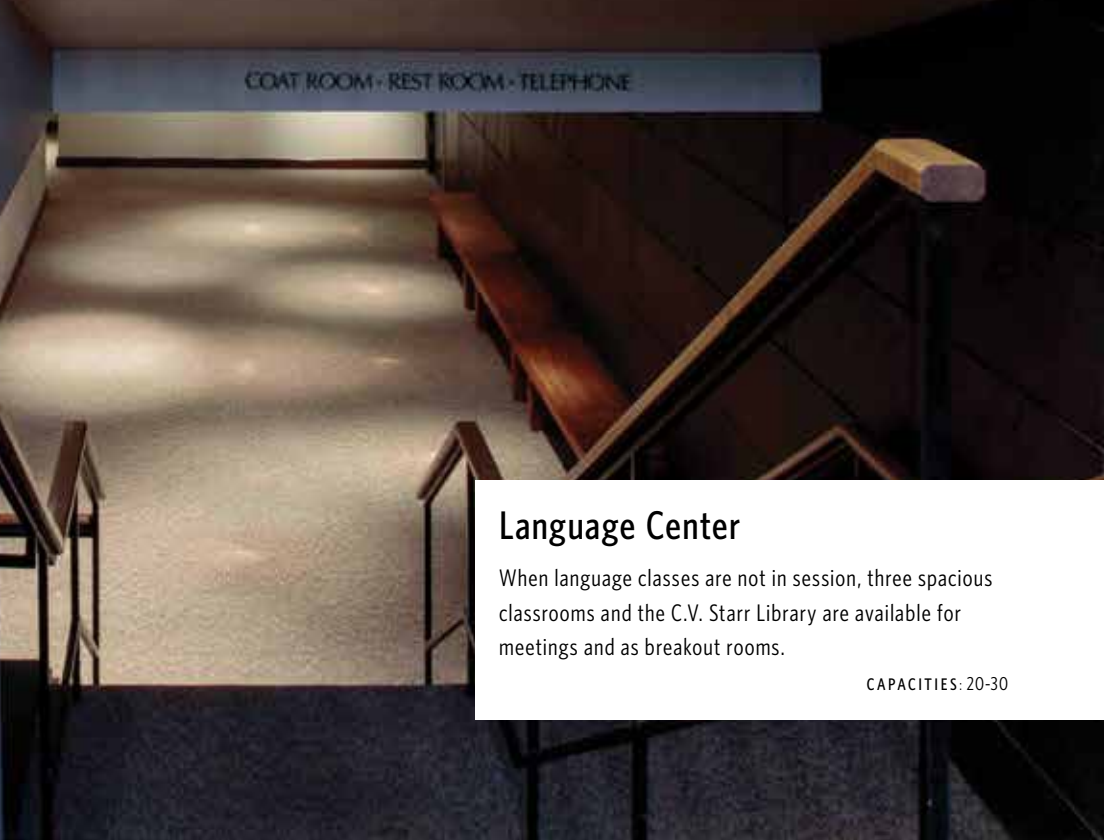 COAT ROOM · REST ROOM · TELEPHONE
Language Center
When language classes are not in session, three spacious
classrooms and the C.V. Starr Library are available for
meetings and as breakout rooms.
CAPACITIES: 20-30